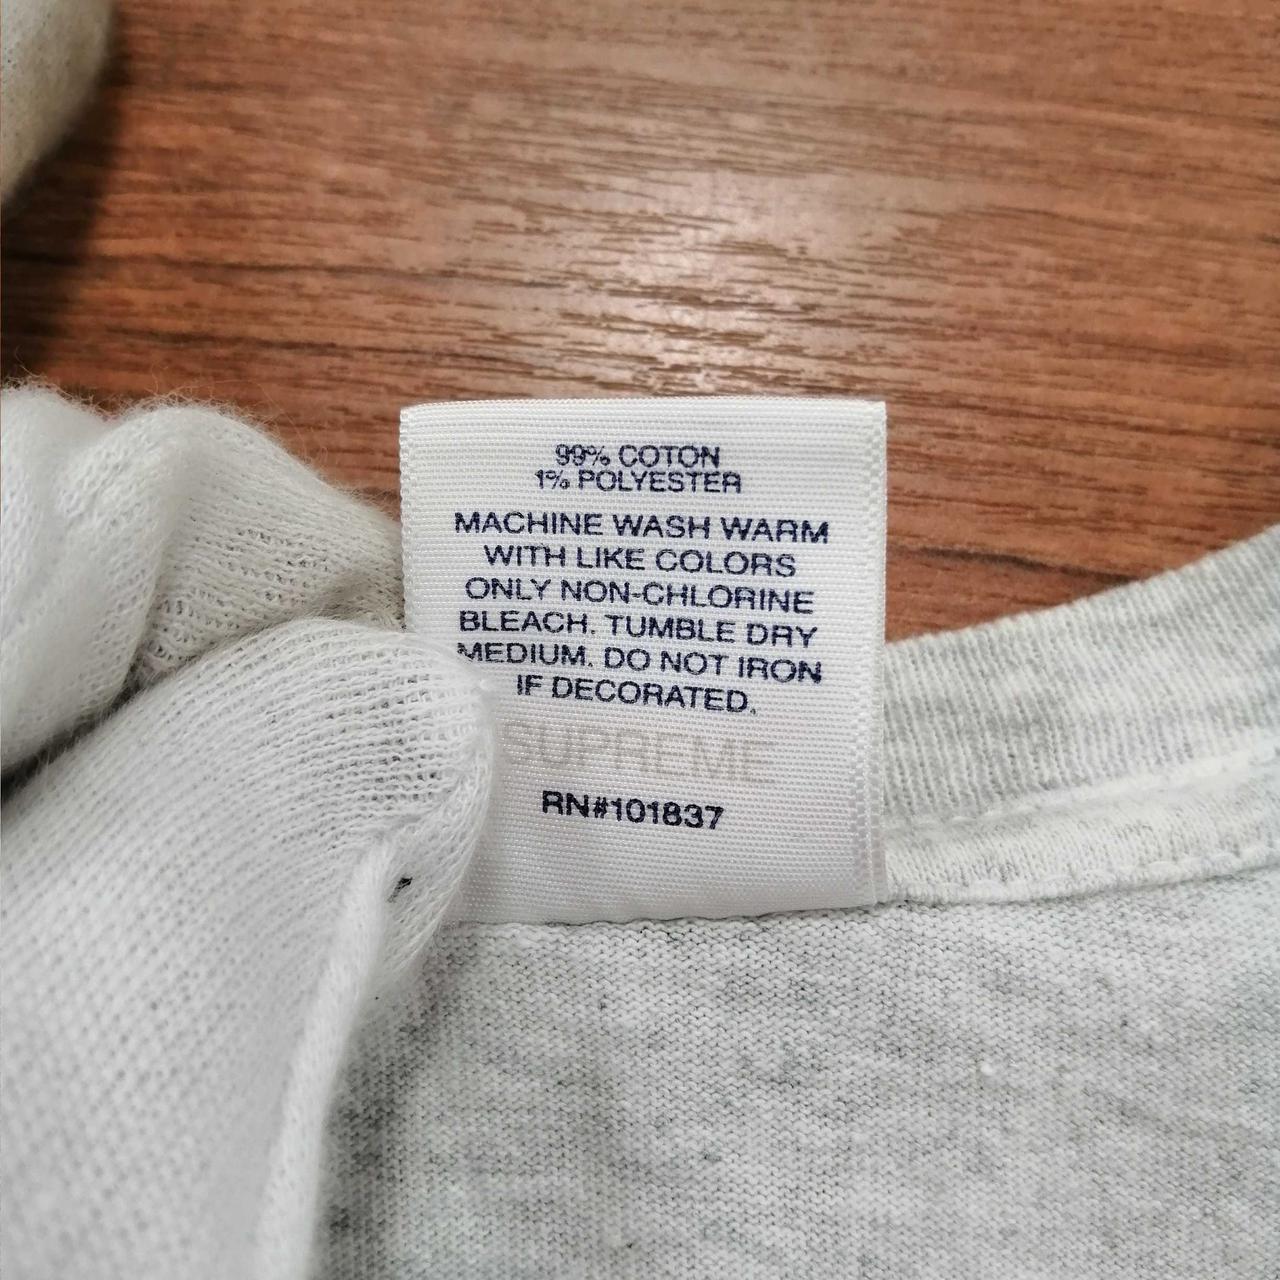 99% COTON
1% POLYESTER
MACHINE WASH WARM
WITH LIKE COLORS
ONLY NON-CHLORINE
BLEACH. TUMBLE DRY
MEDIUM. DO NOT IRON
IF DECORATED.
SUPREME
RN#101837